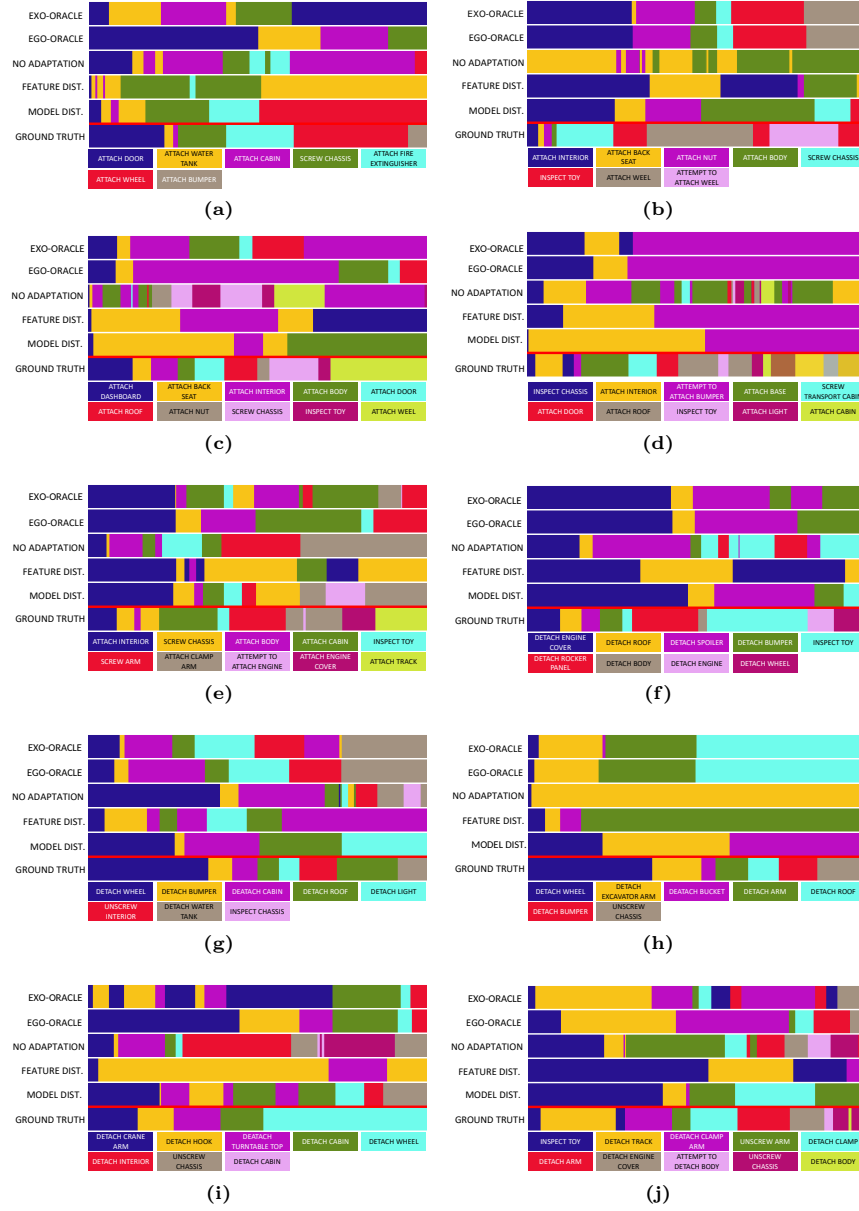 EXO-ORACLE
EGO-ORACLE
NO ADAPTATION
FEATURE DIST.
MODEL DIST.
GROUND TRUTH
ATTACH DOOR
ATTACH WATER
TANK
ATTACH CABIN
SCREW CHASSIS
ATTACH FIRE
EXTINGUISHER
ATTACH WHEEL
ATTACH BUMPER
(a)
EXO-ORACLE
EGO-ORACLE
NO ADAPTATION
FEATURE DIST.
MODEL DIST.
GROUND TRUTH
ATTACH INTERIOR
ATTACH BACK
SEAT
ATTACH NUT
ATTACH BODY
SCREW CHASSIS
INSPECT TOY
ATTACH WEEL
ATTEMPT TO
ATTACH WEEL
(b)
EXO-ORACLE
EGO-ORACLE
NO ADAPTATION
FEATURE DIST.
MODEL DIST.
GROUND TRUTH
ATTACH
DASHBOARD
ATTACH BACK
SEAT
ATTACH INTERIOR
ATTACH BODY
ATTACH DOOR
ATTACH ROOF
ATTACH NUT
SCREW CHASSIS
INSPECT TOY
ATTACH WEEL
(c)
EXO-ORACLE
EGO-ORACLE
NO ADAPTATION
FEATURE DIST.
MODEL DIST.
GROUND TRUTH
INSPECT CHASSIS
ATTACH INTERIOR
ATTEMPT TO
ATTACH BUMPER
ATTACH BASE
SCREW
TRANSPORT CABIN
ATTACH DOOR
ATTACH ROOF
INSPECT TOY
ATTACH LIGHT
ATTACH CABIN
(d)
EXO-ORACLE
EGO-ORACLE
NO ADAPTATION
FEATURE DIST.
MODEL DIST.
GROUND TRUTH
ATTACH INTERIOR
SCREW CHASSIS
ATTACH BODY
ATTACH CABIN
INSPECT TOY
SCREW ARM
ATTACH CLAMP
ARM
ATTEMPT TO
ATTACH ENGINE
ATTACH ENGINE
COVER
ATTACH TRACK
(e)
EXO-ORACLE
EGO-ORACLE
NO ADAPTATION
FEATURE DIST.
MODEL DIST.
GROUND TRUTH
DETACH ENGINE
COVER
DETACH ROOF
DETACH SPOILER
DETACH BUMPER
INSPECT TOY
DETACH ROCKER
PANEL
DETACH BODY
DETACH ENGINE
DETACH WHEEL
(f)
EXO-ORACLE
EGO-ORACLE
NO ADAPTATION
FEATURE DIST.
MODEL DIST.
GROUND TRUTH
DETACH WHEEL
DETACH BUMPER
DEATACH CABIN
DETACH ROOF
DETACH LIGHT
UNSCREW
INTERIOR
DETACH WATER
TANK
INSPECT CHASSIS
(g)
EXO-ORACLE
EGO-ORACLE
NO ADAPTATION
FEATURE DIST.
MODEL DIST.
GROUND TRUTH
DETACH WHEEL
DETACH
EXCAVATOR ARM
DEATACH BUCKET
DETACH ARM
DETACH ROOF
DETACH BUMPER
UNSCREW
CHASSIS
(h)
EXO-ORACLE
EGO-ORACLE
NO ADAPTATION
FEATURE DIST.
MODEL DIST.
GROUND TRUTH
DETACH CRANE
ARM
DETACH HOOK
DEATACH
TURNTABLE TOP
DETACH CABIN
DETACH WHEEL
DETACH INTERIOR
UNSCREW
CHASSIS
DETACH CABIN
(i)
EXO-ORACLE
EGO-ORACLE
NO ADAPTATION
FEATURE DIST.
MODEL DIST.
GROUND TRUTH
INSPECT TOY
DETACH TRACK
DEATACH CLAMP
ARM
UNSCREW ARM
DETACH CLAMP
DETACH ARM
DETACH ENGINE
COVER
ATTEMPT TO
DETACH BODY
UNSCREW
CHASSIS
DETACH BODY
(j)